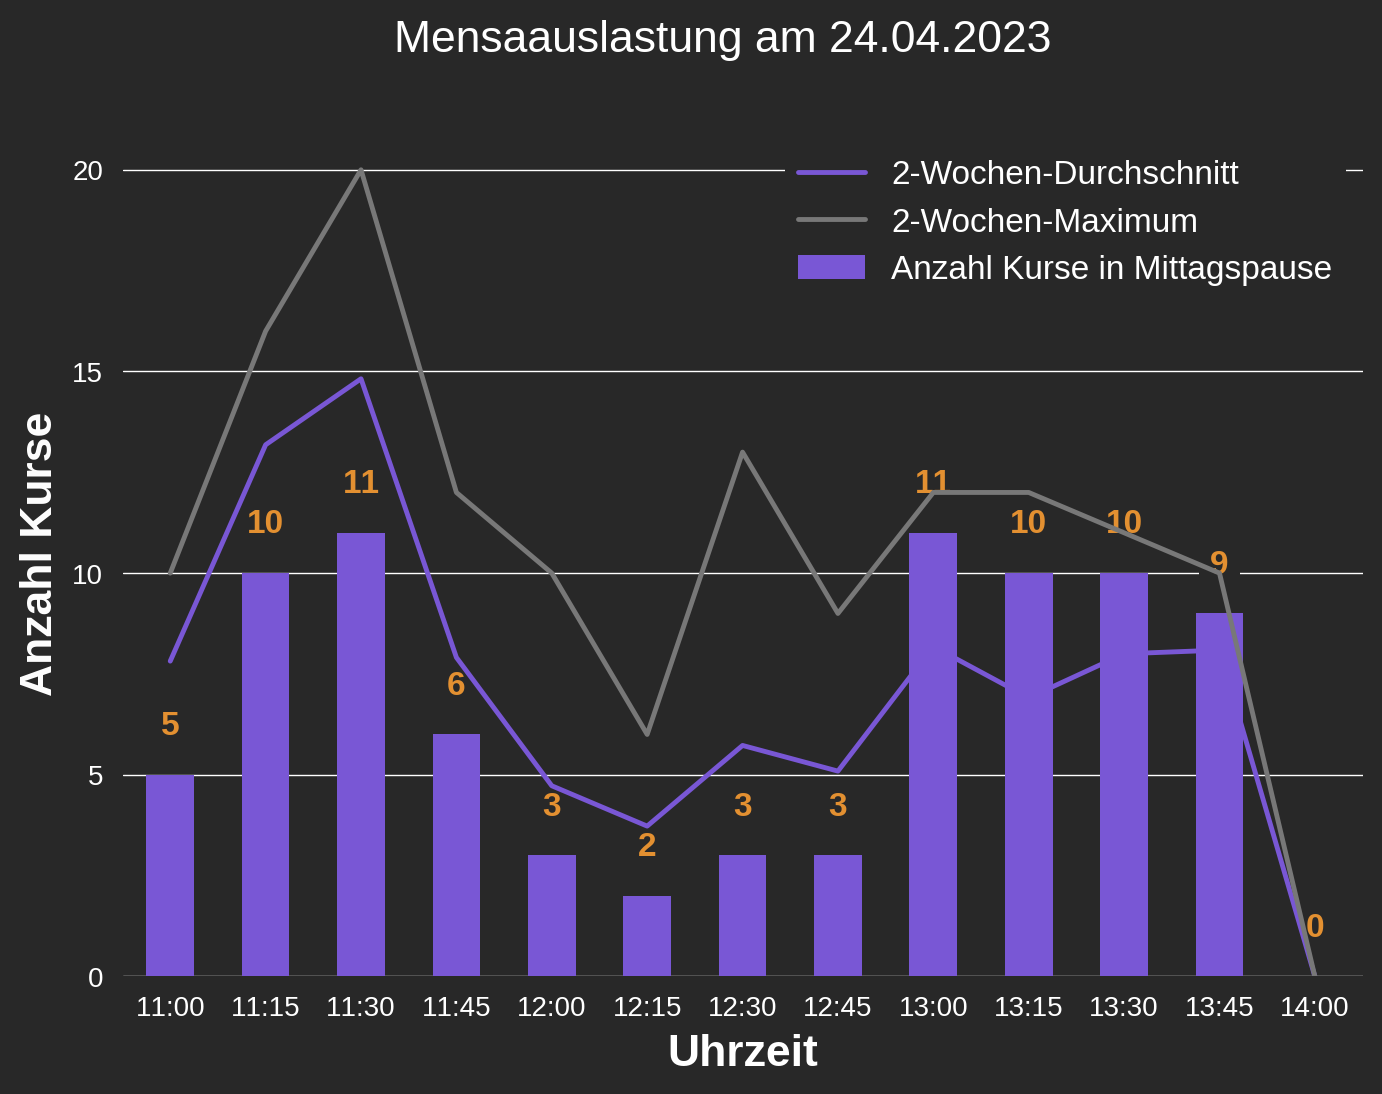 Mensaauslastung am 24.04.2023
2-Wochen-Durchschnitt
2-Wochen-Maximum
Anzahl Kurse in Mittagspause
Anzahl Kurse
20
15
10
5
0
5
10
11
6
3
2
3
3
11
10
10
9
0
11:00 11:15 11:30 11:45 12:00 12:15 12:30 12:45 13:00 13:15 13:30 13:45 14:00
Uhrzeit